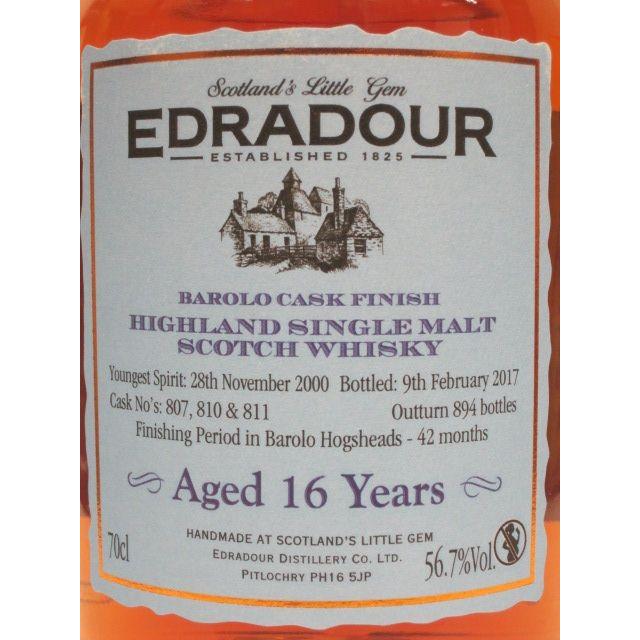 Scotland's Little Gem
EDRADOUR
ESTABLISHED 1825
BAROLO CASK FINISH
HIGHLAND SINGLE MALT
SCOTCH WHISKY
Youngest Spirit: 28th November 2000 Bottled: 9th February 2017
Cask No's: 807, 810 & 811 Outturn 894 bottles
Finishing Period in Barolo Hogsheads - 42 months
Aged 16 Years
HANDMADE AT SCOTLAND'S LITTLE GEM
EDRADOUR DISTILLERY CO. LTD.
PITLOCHRY PH16 5JP
70cl 56.7%Vol.